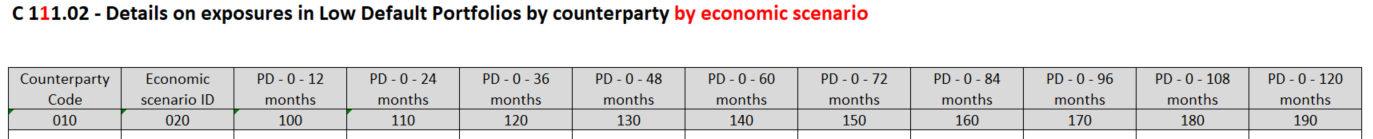 C 111.02 - Details on exposures in Low Default Portfolios by counterparty by economic scenario
Counterparty Code Economic scenario ID PD - 0 - 12 months PD - 0 - 24 months PD - 0 - 36 months PD - 0 - 48 months PD - 0 - 60 months PD - 0 - 72 months PD - 0 - 84 months PD - 0 - 96 months PD - 0 - 108 months PD - 0 - 120 months
010 020 100 110 120 130 140 150 160 170 180 190